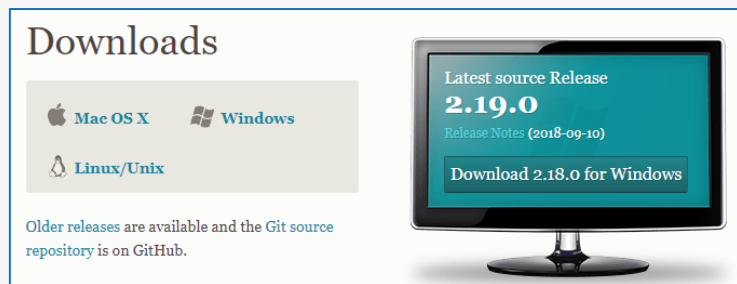 Downloads
Mac OS X
Windows
Linux/Unix
Older releases are available and the Git source
repository is on GitHub.
Latest source Release
2.19.0
Release Notes (2018-09-10)
Download 2.18.0 for Windows